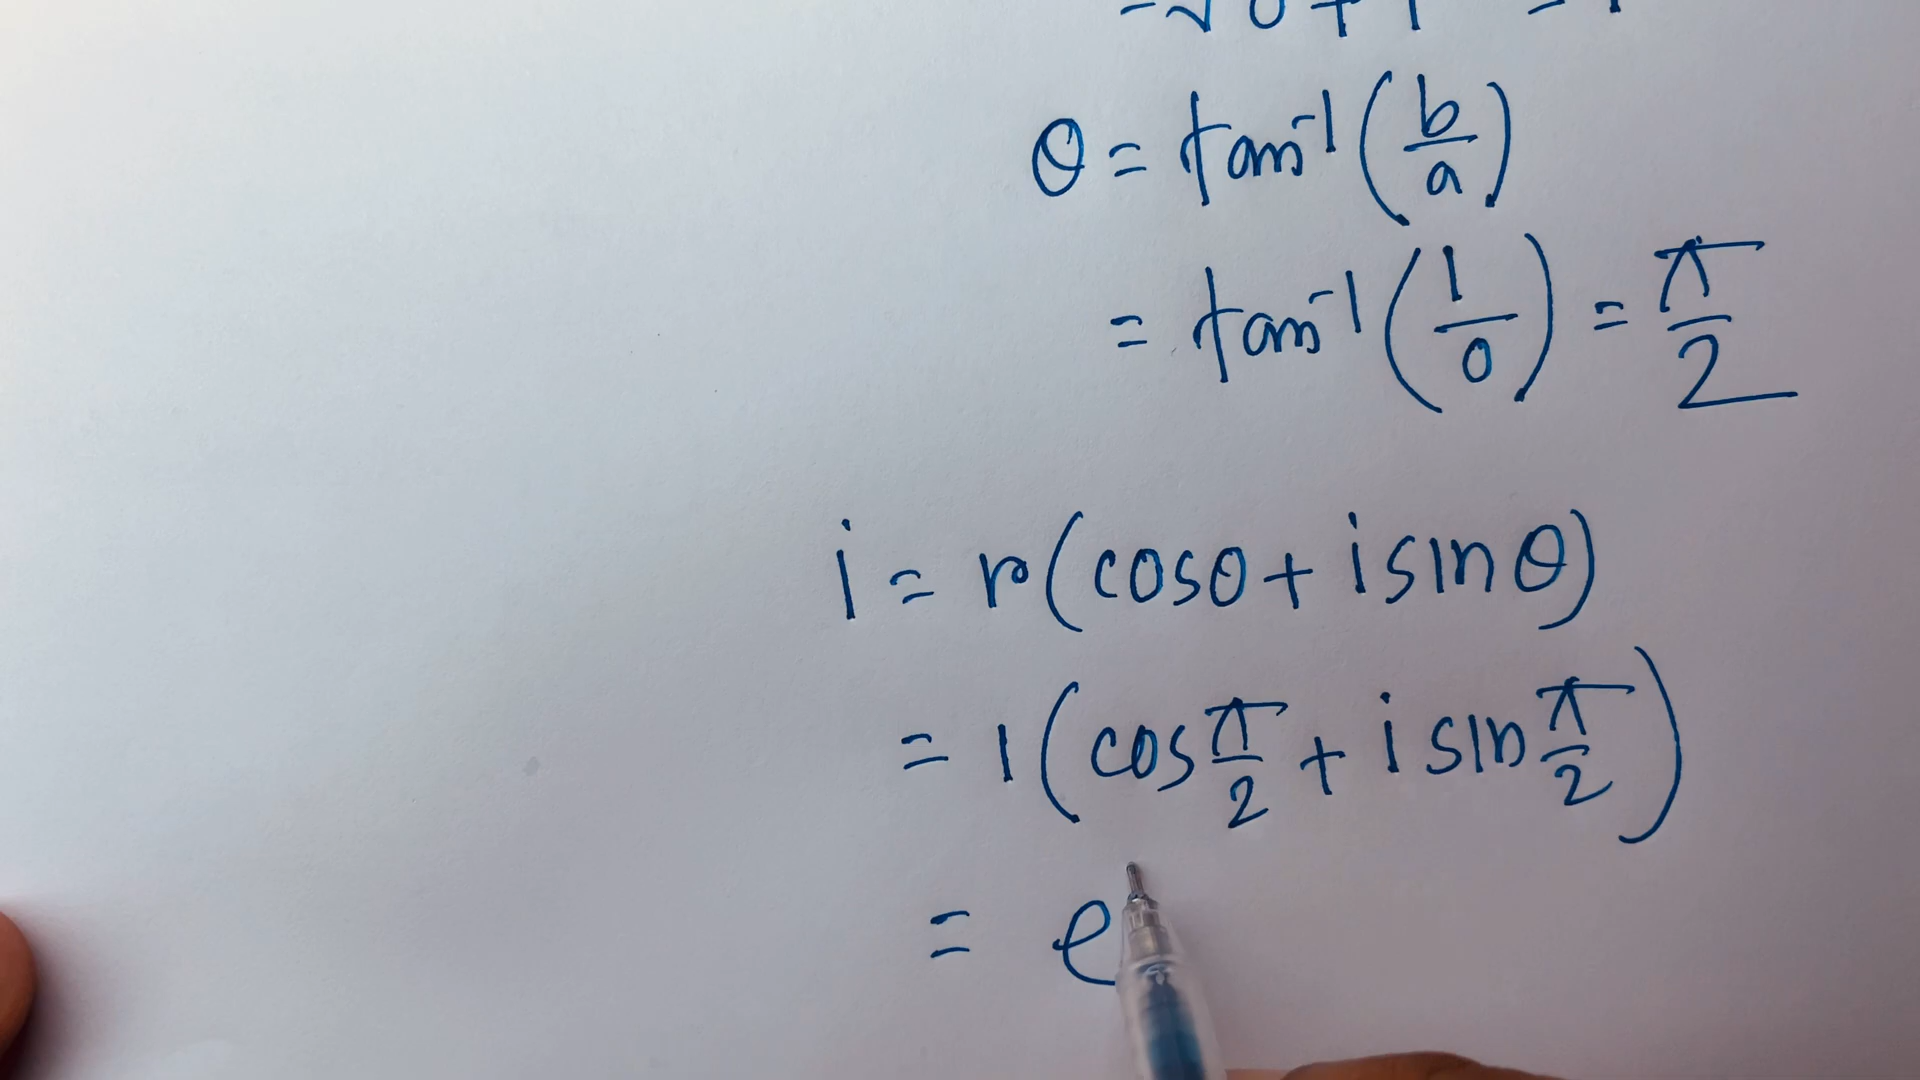 θ = tan⁻¹(b/a)
= tan⁻¹(1/0) = π/2
i = r(cosθ + i sinθ)
= 1(cos π/2 + i sin π/2)
= e